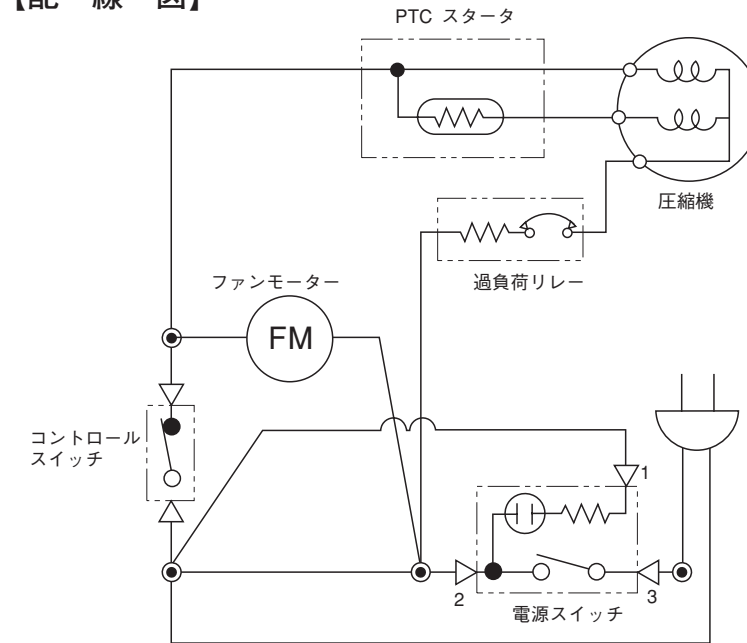 【配 線 図】
PTC スタータ
圧縮機
過負荷リレー
ファンモーター
FM
コントロール
スイッチ
1
2
3
電源スイッチ